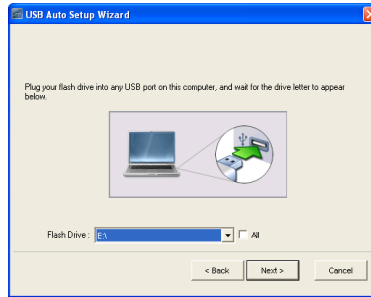 USB Auto Setup Wizard
Plug your flash drive into any USB port on this computer, and wait for the drive letter to appear
below.
Flash Drive : E:\ All
< Back Next > Cancel